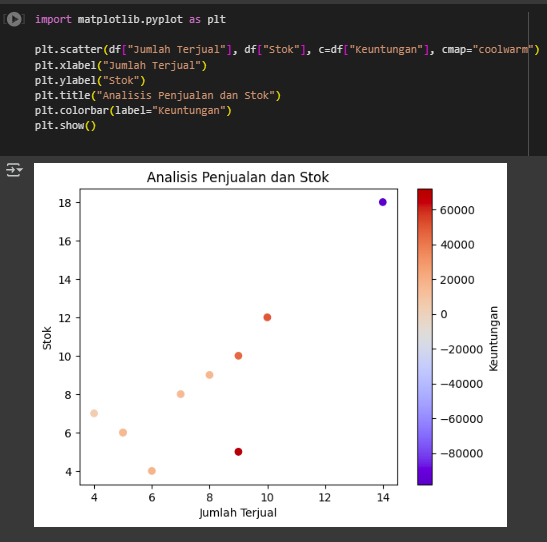 import matplotlib.pyplot as plt
plt.scatter(df["Jumlah Terjual"], df["Stok"], c=df["Keuntungan"], cmap="coolwarm")
plt.xlabel("Jumlah Terjual")
plt.ylabel("Stok")
plt.title("Analisis Penjualan dan Stok")
plt.colorbar(label="Keuntungan")
plt.show()
Analisis Penjualan dan Stok
18
16
14
12
10
8
6
4
Stok
4
6
8
10
12
14
Jumlah Terjual
60000
40000
20000
0
−20000
−40000
−60000
−80000
Keuntungan